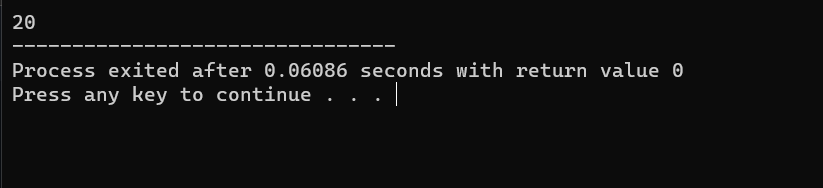 20
--------------------------------
Process exited after 0.06086 seconds with return value 0
Press any key to continue . . .